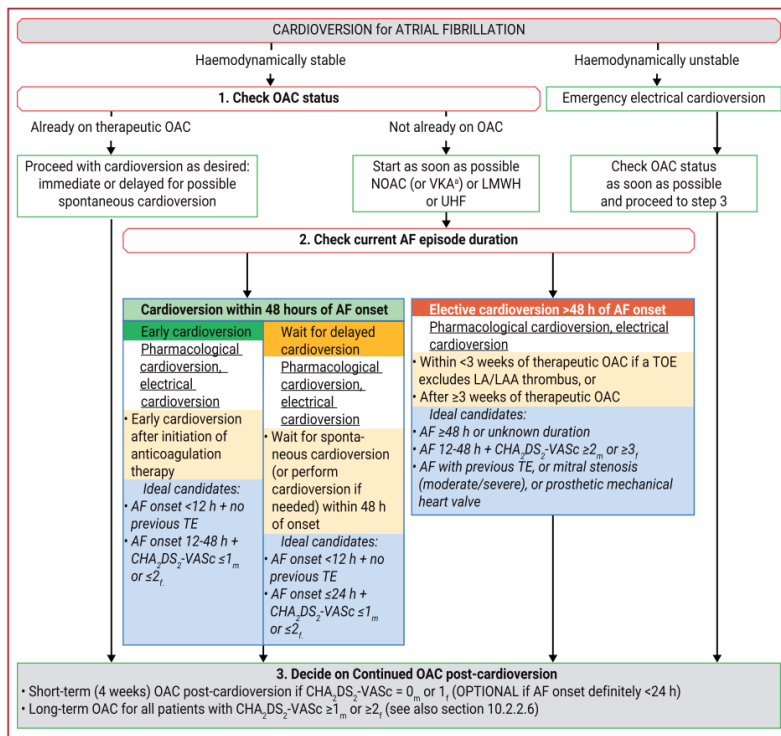 CARDIOVERSION for ATRIAL FIBRILLATION
Haemodynamically stable
Haemodynamically unstable
1. Check OAC status
Emergency electrical cardioversion
Already on therapeutic OAC
Not already on OAC
Proceed with cardioversion as desired:
immediate or delayed for possible
spontaneous cardioversion
Start as soon as possible
NOAC (or VKAᵃ) or LMWH
or UHF
Check OAC status
as soon as possible
and proceed to step 3
2. Check current AF episode duration
Cardioversion within 48 hours of AF onset
Early cardioversion
Pharmacological
cardioversion,
electrical
cardioversion
• Early cardioversion
after initiation of
anticoagulation
therapy
Ideal candidates:
• AF onset <12 h + no
previous TE
• AF onset 12-48 h +
CHA₂DS₂-VASc ≤1ₘ
or ≤2f.
Wait for delayed
cardioversion
Pharmacological
cardioversion,
electrical
cardioversion
• Wait for sponta-
neous cardioversion
(or perform
cardioversion if
needed) within 48 h
of onset
Ideal candidates:
• AF onset <12 h + no
previous TE
• AF onset ≤24 h +
CHA₂DS₂-VASc ≤1ₘ
or ≤2f.
Elective cardioversion >48 h of AF onset
Pharmacological cardioversion, electrical
cardioversion
• Within <3 weeks of therapeutic OAC if a TOE
excludes LA/LAA thrombus, or
• After ≥3 weeks of therapeutic OAC
Ideal candidates:
• AF ≥48 h or unknown duration
• AF 12-48 h + CHA₂DS₂-VASc ≥2ₘ or ≥3f
• AF with previous TE, or mitral stenosis
(moderate/severe), or prosthetic mechanical
heart valve
3. Decide on Continued OAC post-cardioversion
• Short-term (4 weeks) OAC post-cardioversion if CHA₂DS₂-VASc = 0ₘ or 1f (OPTIONAL if AF onset definitely <24 h)
• Long-term OAC for all patients with CHA₂DS₂-VASc ≥1ₘ or ≥2f (see also section 10.2.2.6)